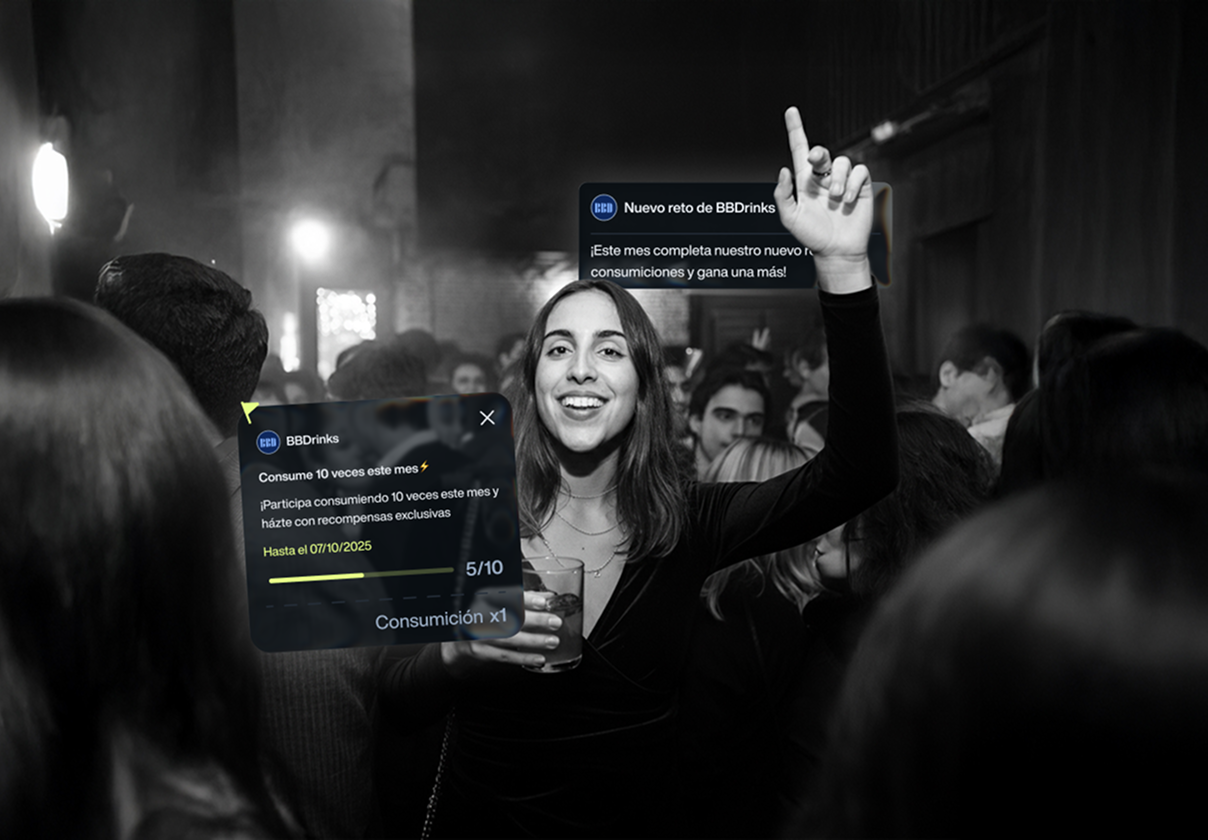 BBD
Nuevo reto de BBDrinks
¡Este mes completa nuestro nuevo
consumiciones y gana una más!
BBD
BBDrinks
Consume 10 veces este mes⚡
¡Participa consumiendo 10 veces este mes y
házte con recompensas exclusivas
Hasta el 07/10/2025
5/10
Consumición x1